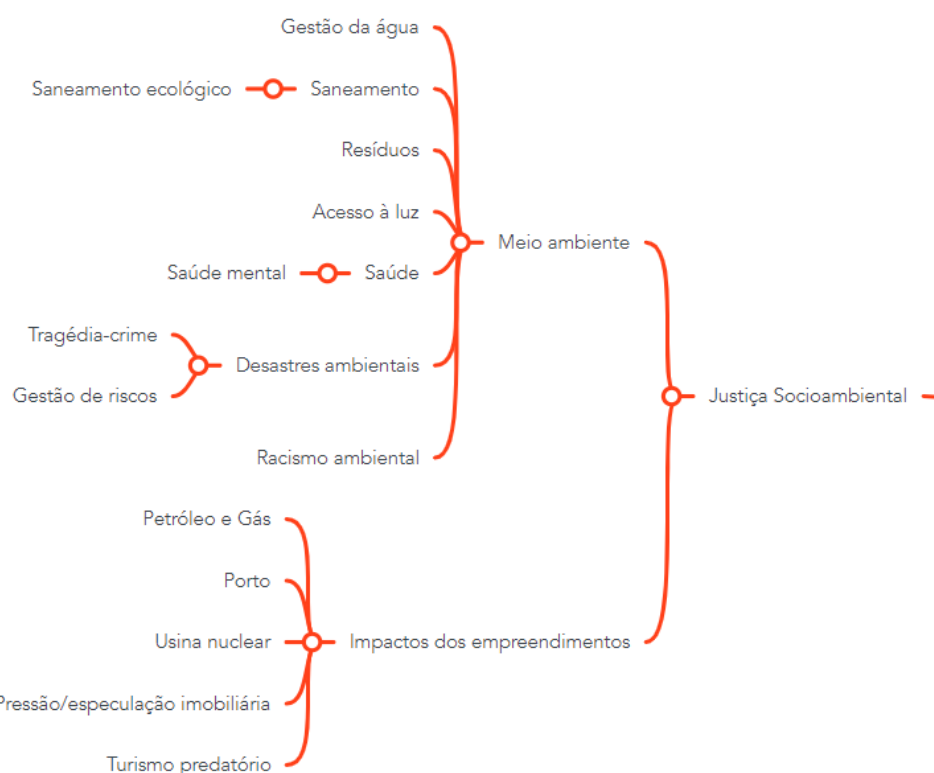 Gestão da água
Saneamento ecológico
Saneamento
Resíduos
Acesso à luz
Meio ambiente
Saúde mental
Saúde
Tragédia-crime
Desastres ambientais
Gestão de riscos
Justiça Socioambiental
Racismo ambiental
Petróleo e Gás
Porto
Usina nuclear
Impactos dos empreendimentos
Pressão/especulação imobiliária
Turismo predatório